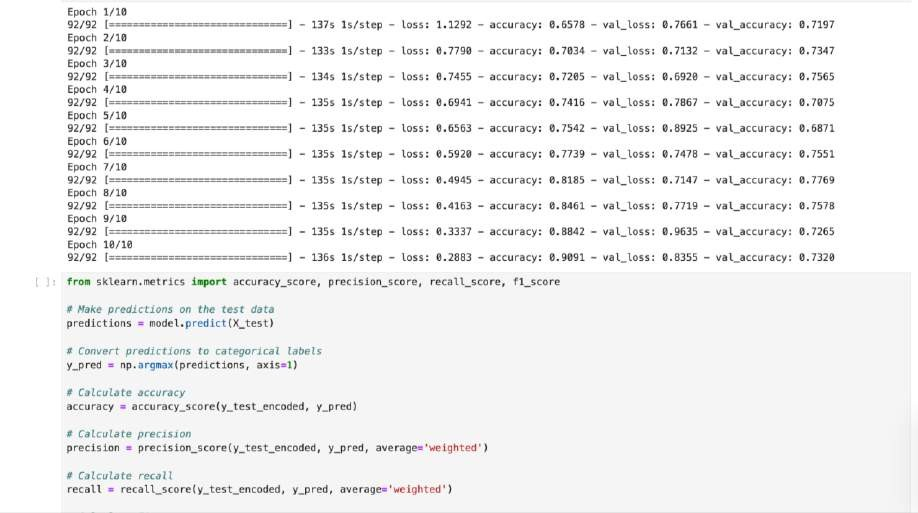 Epoch 1/10
92/92 [==============================] - 137s 1s/step - loss: 1.1292 - accuracy: 0.6578 - val_loss: 0.7661 - val_accuracy: 0.7197
Epoch 2/10
92/92 [==============================] - 133s 1s/step - loss: 0.7790 - accuracy: 0.7034 - val_loss: 0.7132 - val_accuracy: 0.7347
Epoch 3/10
92/92 [==============================] - 134s 1s/step - loss: 0.7455 - accuracy: 0.7205 - val_loss: 0.6920 - val_accuracy: 0.7565
Epoch 4/10
92/92 [==============================] - 135s 1s/step - loss: 0.6941 - accuracy: 0.7416 - val_loss: 0.7867 - val_accuracy: 0.7075
Epoch 5/10
92/92 [==============================] - 135s 1s/step - loss: 0.6563 - accuracy: 0.7542 - val_loss: 0.8925 - val_accuracy: 0.6871
Epoch 6/10
92/92 [==============================] - 135s 1s/step - loss: 0.5920 - accuracy: 0.7739 - val_loss: 0.7478 - val_accuracy: 0.7551
Epoch 7/10
92/92 [==============================] - 135s 1s/step - loss: 0.4945 - accuracy: 0.8185 - val_loss: 0.7147 - val_accuracy: 0.7769
Epoch 8/10
92/92 [==============================] - 135s 1s/step - loss: 0.4163 - accuracy: 0.8461 - val_loss: 0.7719 - val_accuracy: 0.7578
Epoch 9/10
92/92 [==============================] - 135s 1s/step - loss: 0.3337 - accuracy: 0.8842 - val_loss: 0.9635 - val_accuracy: 0.7265
Epoch 10/10
92/92 [==============================] - 136s 1s/step - loss: 0.2883 - accuracy: 0.9091 - val_loss: 0.8355 - val_accuracy: 0.7320
[ ]: from sklearn.metrics import accuracy_score, precision_score, recall_score, f1_score
# Make predictions on the test data
predictions = model.predict(X_test)
# Convert predictions to categorical labels
y_pred = np.argmax(predictions, axis=1)
# Calculate accuracy
accuracy = accuracy_score(y_test_encoded, y_pred)
# Calculate precision
precision = precision_score(y_test_encoded, y_pred, average='weighted')
# Calculate recall
recall = recall_score(y_test_encoded, y_pred, average='weighted')